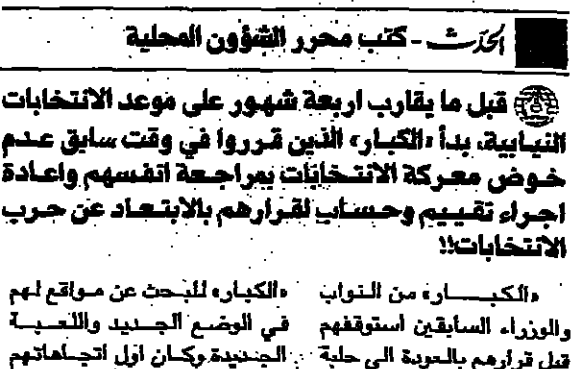 الحدث - كتب محرر الشؤون المحلية
قبل ما يقارب اربعة شهور على موعد الانتخابات
النيابية، بدأ «الكبار» الذين قرروا في وقت سابق عدم
خوض معركة الانتخابات بمراجعة انفسهم واعادة
اجراء تقييم وحساب لقرارهم بالابتعاد عن حرب
الانتخابات!!
«الكبار» من النواب
والوزراء السابقين استوقفهم
قبل قرارهم بالعودة الى حلبة
«الكبار» للبحث عن مواقع لهم
في الوضع الجديد واللعبة
الجديدة وكان اول اتجاهاتهم